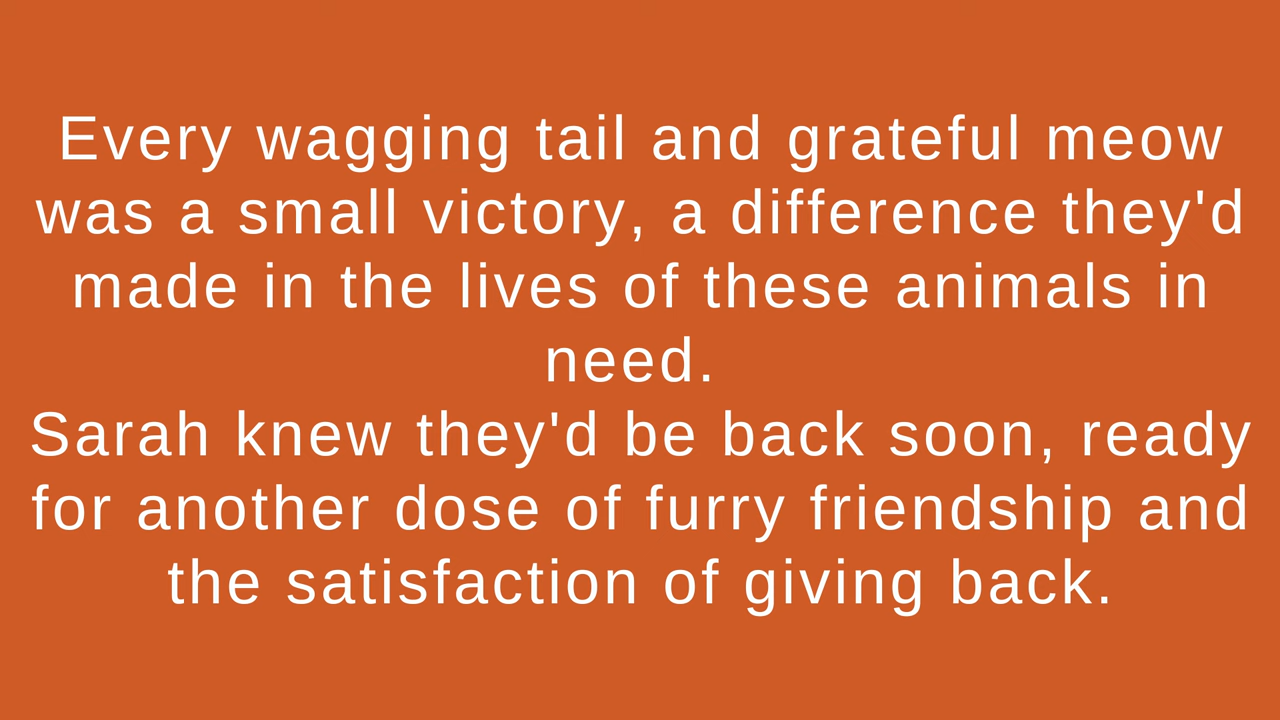 Every wagging tail and grateful meow
was a small victory, a difference they'd
made in the lives of these animals in
need.
Sarah knew they'd be back soon, ready
for another dose of furry friendship and
the satisfaction of giving back.